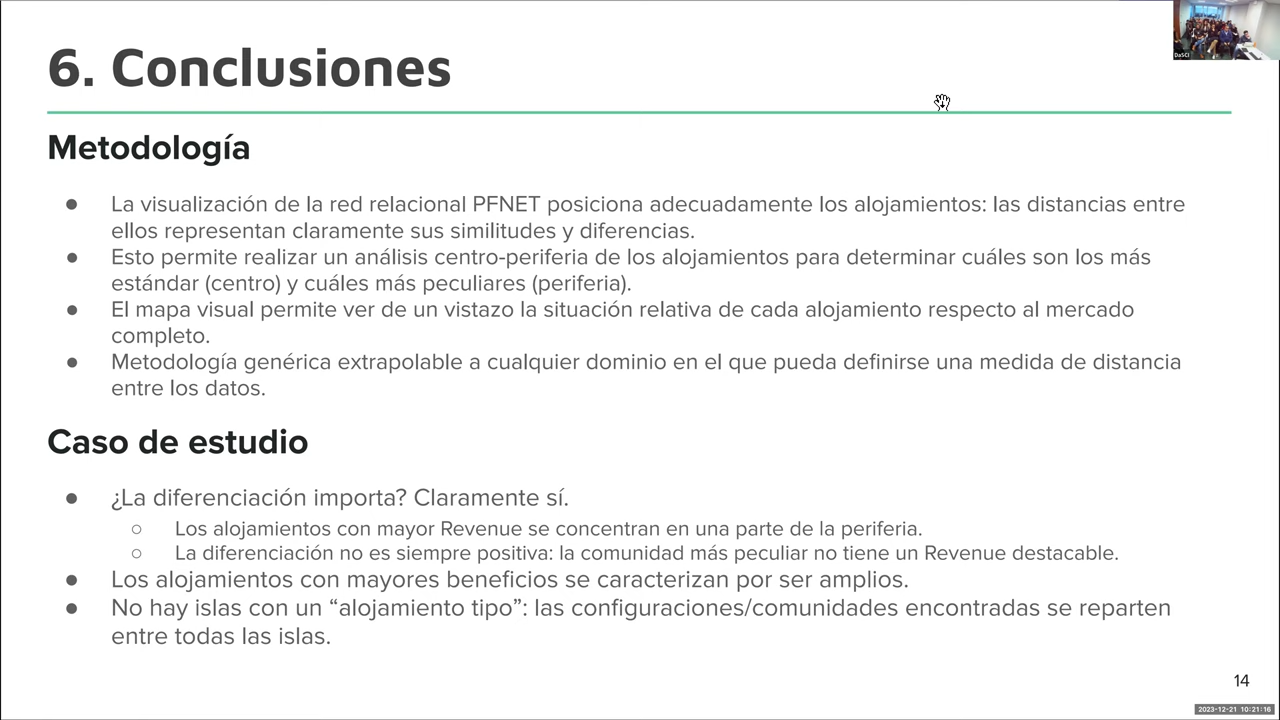 6. Conclusiones
DaSCI
Metodología
● La visualización de la red relacional PFNET posiciona adecuadamente los alojamientos: las distancias entre
ellos representan claramente sus similitudes y diferencias.
● Esto permite realizar un análisis centro-periferia de los alojamientos para determinar cuáles son los más
estándar (centro) y cuáles más peculiares (periferia).
● El mapa visual permite ver de un vistazo la situación relativa de cada alojamiento respecto al mercado
completo.
● Metodología genérica extrapolable a cualquier dominio en el que pueda definirse una medida de distancia
entre los datos.
Caso de estudio
● ¿La diferenciación importa? Claramente sí.
○ Los alojamientos con mayor Revenue se concentran en una parte de la periferia.
○ La diferenciación no es siempre positiva: la comunidad más peculiar no tiene un Revenue destacable.
● Los alojamientos con mayores beneficios se caracterizan por ser amplios.
● No hay islas con un “alojamiento tipo”: las configuraciones/comunidades encontradas se reparten
entre todas las islas.
14
2023-12-21 10:21:16